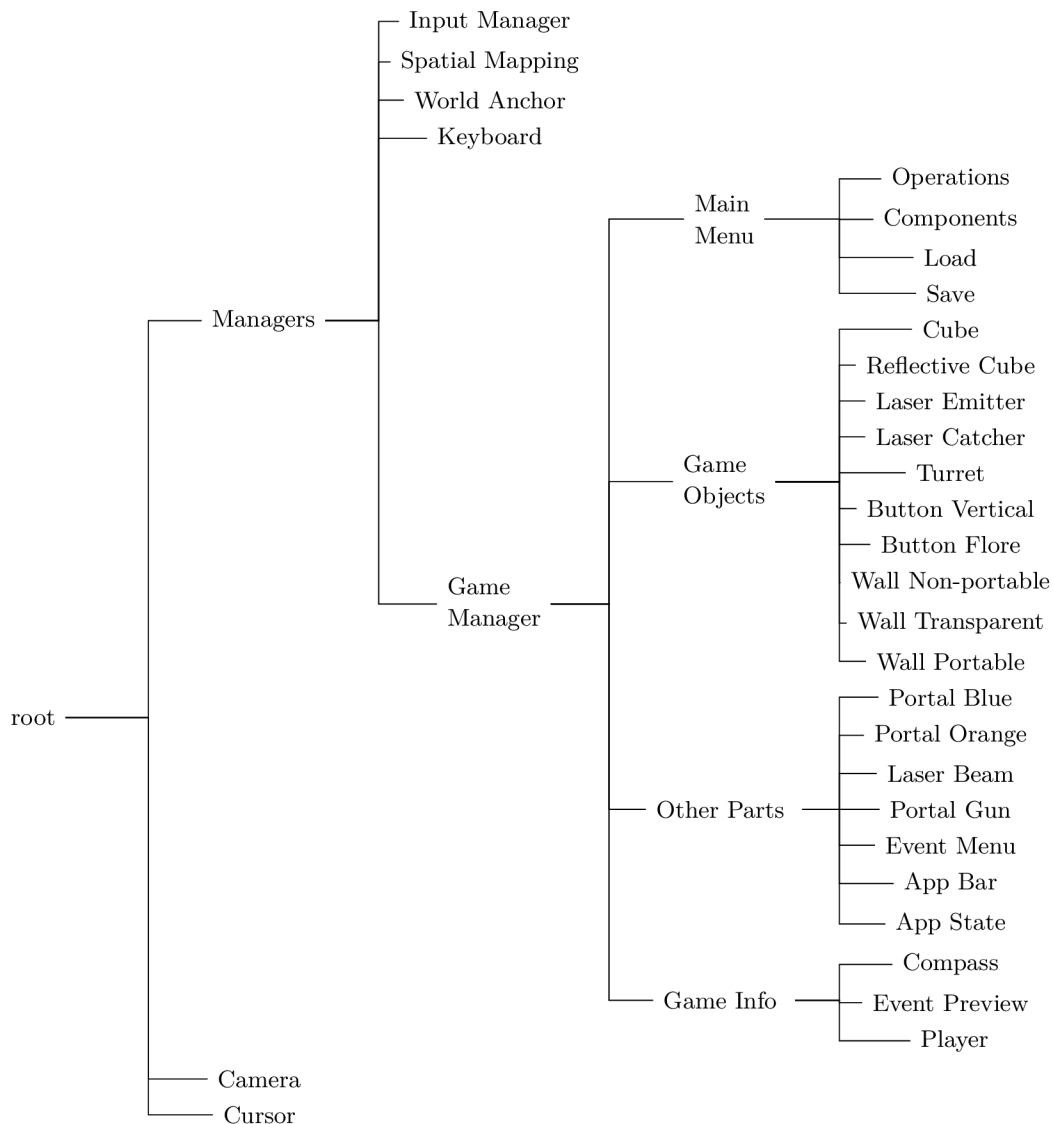 Input Manager
Spatial Mapping
World Anchor
Keyboard
Operations
Main
Menu
Components
Load
Save
Managers
Cube
Reflective Cube
Laser Emitter
Laser Catcher
Game
Objects
Turret
Button Vertical
Button Flore
Wall Non-portable
Game
Manager
Wall Transparent
Wall Portable
root
Portal Blue
Portal Orange
Laser Beam
Other Parts
Portal Gun
Event Menu
App Bar
App State
Compass
Game Info
Event Preview
Player
Camera
Cursor